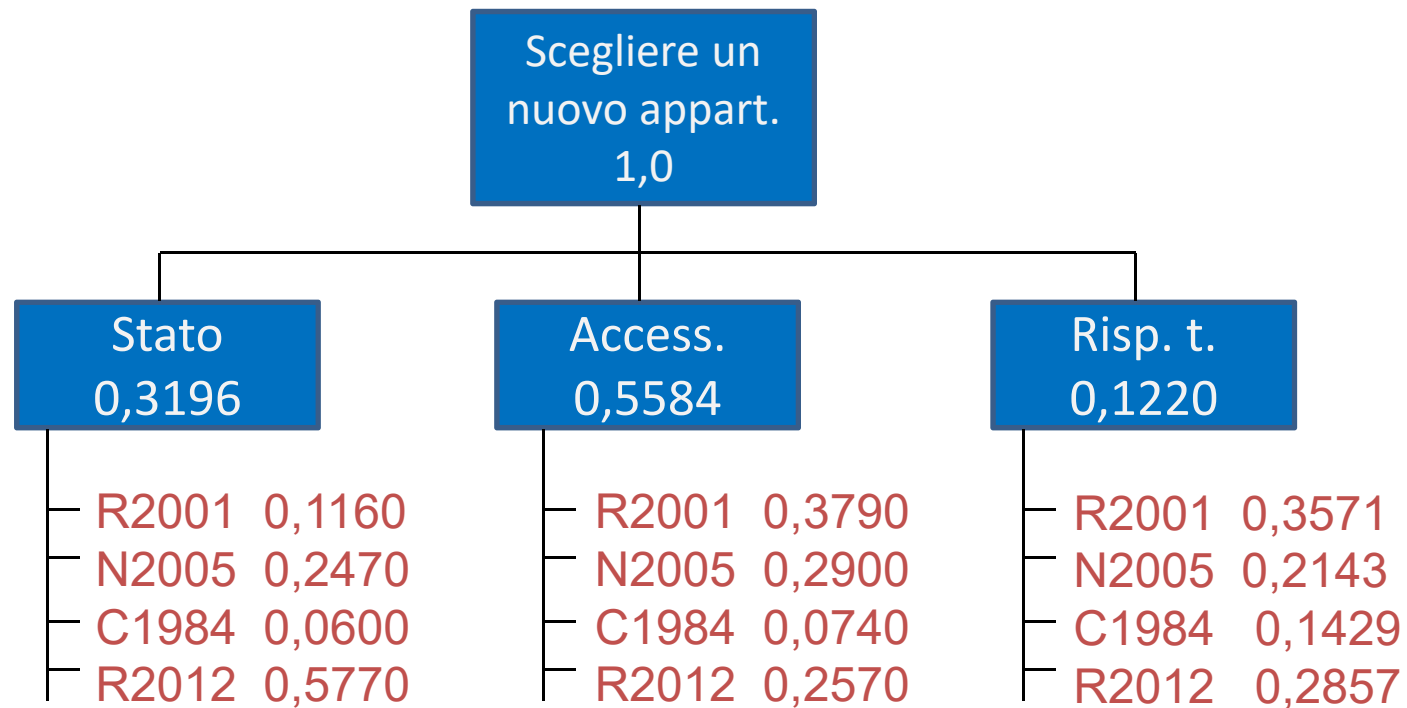 Scegliere un
nuovo appart.
1,0
Stato
0,3196
Access.
0,5584
Risp. t.
0,1220
R2001 0,1160
N2005 0,2470
C1984 0,0600
R2012 0,5770
R2001 0,3790
N2005 0,2900
C1984 0,0740
R2012 0,2570
R2001 0,3571
N2005 0,2143
C1984 0,1429
R2012 0,2857